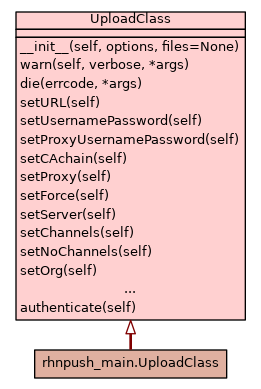 UploadClass
__init__(self, options, files=None)
warn(self, verbose, *args)
die(errcode, *args)
setURL(self)
setUsernamePassword(self)
setProxyUsernamePassword(self)
setCAchain(self)
setProxy(self)
setForce(self)
setServer(self)
setChannels(self)
setNoChannels(self)
setOrg(self)
...
authenticate(self)
rhnpush_main.UploadClass